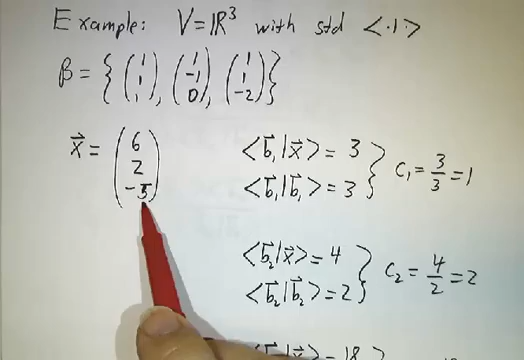 Example: V = ℝ³ with std <·|·>
β = { (1 1 1), (1 -1 0), (1 1 -2) }
x⃗ = (6 2 -5)
<b⃗₁|x⃗> = 3
<b⃗₁|b⃗₁> = 3 } c₁ = 3/3 = 1
<b⃗₂|x⃗> = 4
<b⃗₂|b⃗₂> = 2 } c₂ = 4/2 = 2
= 18